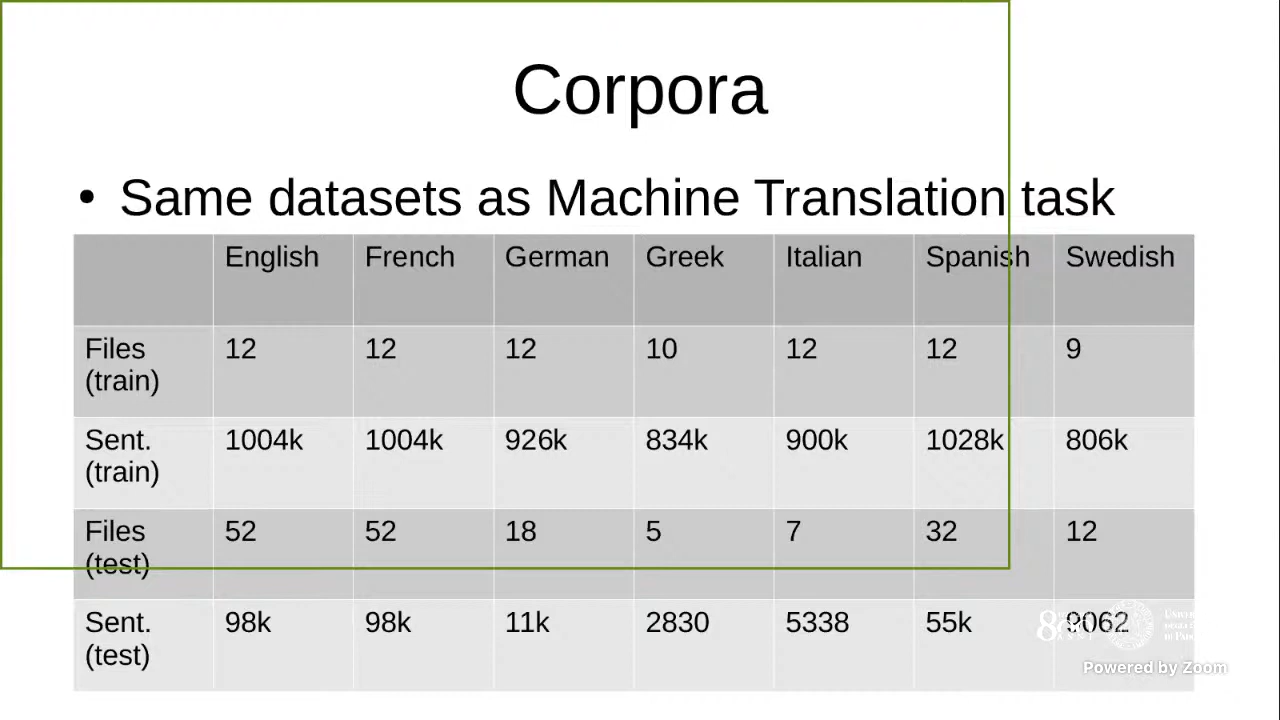 Corpora
• Same datasets as Machine Translation task
English French German Greek Italian Spanish Swedish
Files (train) 12 12 12 10 12 12 9
Sent. (train) 1004k 1004k 926k 834k 900k 1028k 806k
Files (test) 52 52 18 5 7 32 12
Sent. (test) 98k 98k 11k 2830 5338 55k 9062
Powered by Zoom